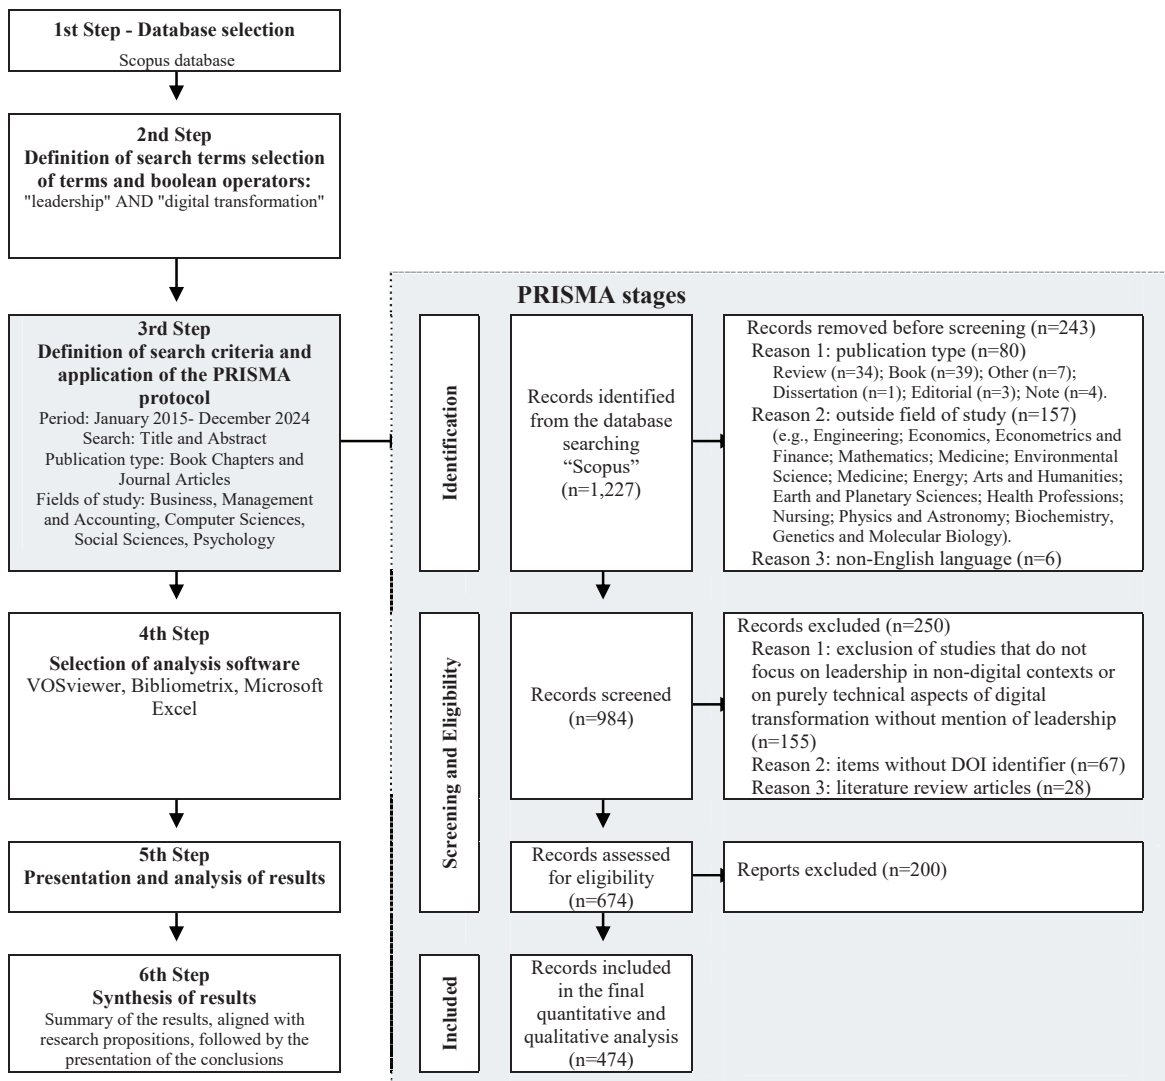 1st Step - Database selection
Scopus database
2nd Step
Definition of search terms selection
of terms and boolean operators:
"leadership" AND "digital transformation"
3rd Step
Definition of search criteria and
application of the PRISMA
protocol
Period: January 2015- December 2024
Search: Title and Abstract
Publication type: Book Chapters and
Journal Articles
Fields of study: Business, Management
and Accounting, Computer Sciences,
Social Sciences, Psychology
4th Step
Selection of analysis software
VOSviewer, Bibliometrix, Microsoft
Excel
5th Step
Presentation and analysis of results
6th Step
Synthesis of results
Summary of the results, aligned with
research propositions, followed by the
presentation of the conclusions
PRISMA stages
Identification
Records identified
from the database
searching
“Scopus”
(n=1,227)
Records removed before screening (n=243)
Reason 1: publication type (n=80)
Review (n=34); Book (n=39); Other (n=7);
Dissertation (n=1); Editorial (n=3); Note (n=4).
Reason 2: outside field of study (n=157)
(e.g., Engineering; Economics, Econometrics and
Finance; Mathematics; Medicine; Environmental
Science; Medicine; Energy; Arts and Humanities;
Earth and Planetary Sciences; Health Professions;
Nursing; Physics and Astronomy; Biochemistry,
Genetics and Molecular Biology).
Reason 3: non-English language (n=6)
Screening and Eligibility
Records screened
(n=984)
Records excluded (n=250)
Reason 1: exclusion of studies that do not
focus on leadership in non-digital contexts or
on purely technical aspects of digital
transformation without mention of leadership
(n=155)
Reason 2: items without DOI identifier (n=67)
Reason 3: literature review articles (n=28)
Records assessed
for eligibility
(n=674)
Reports excluded (n=200)
Included
Records included
in the final
quantitative and
qualitative analysis
(n=474)